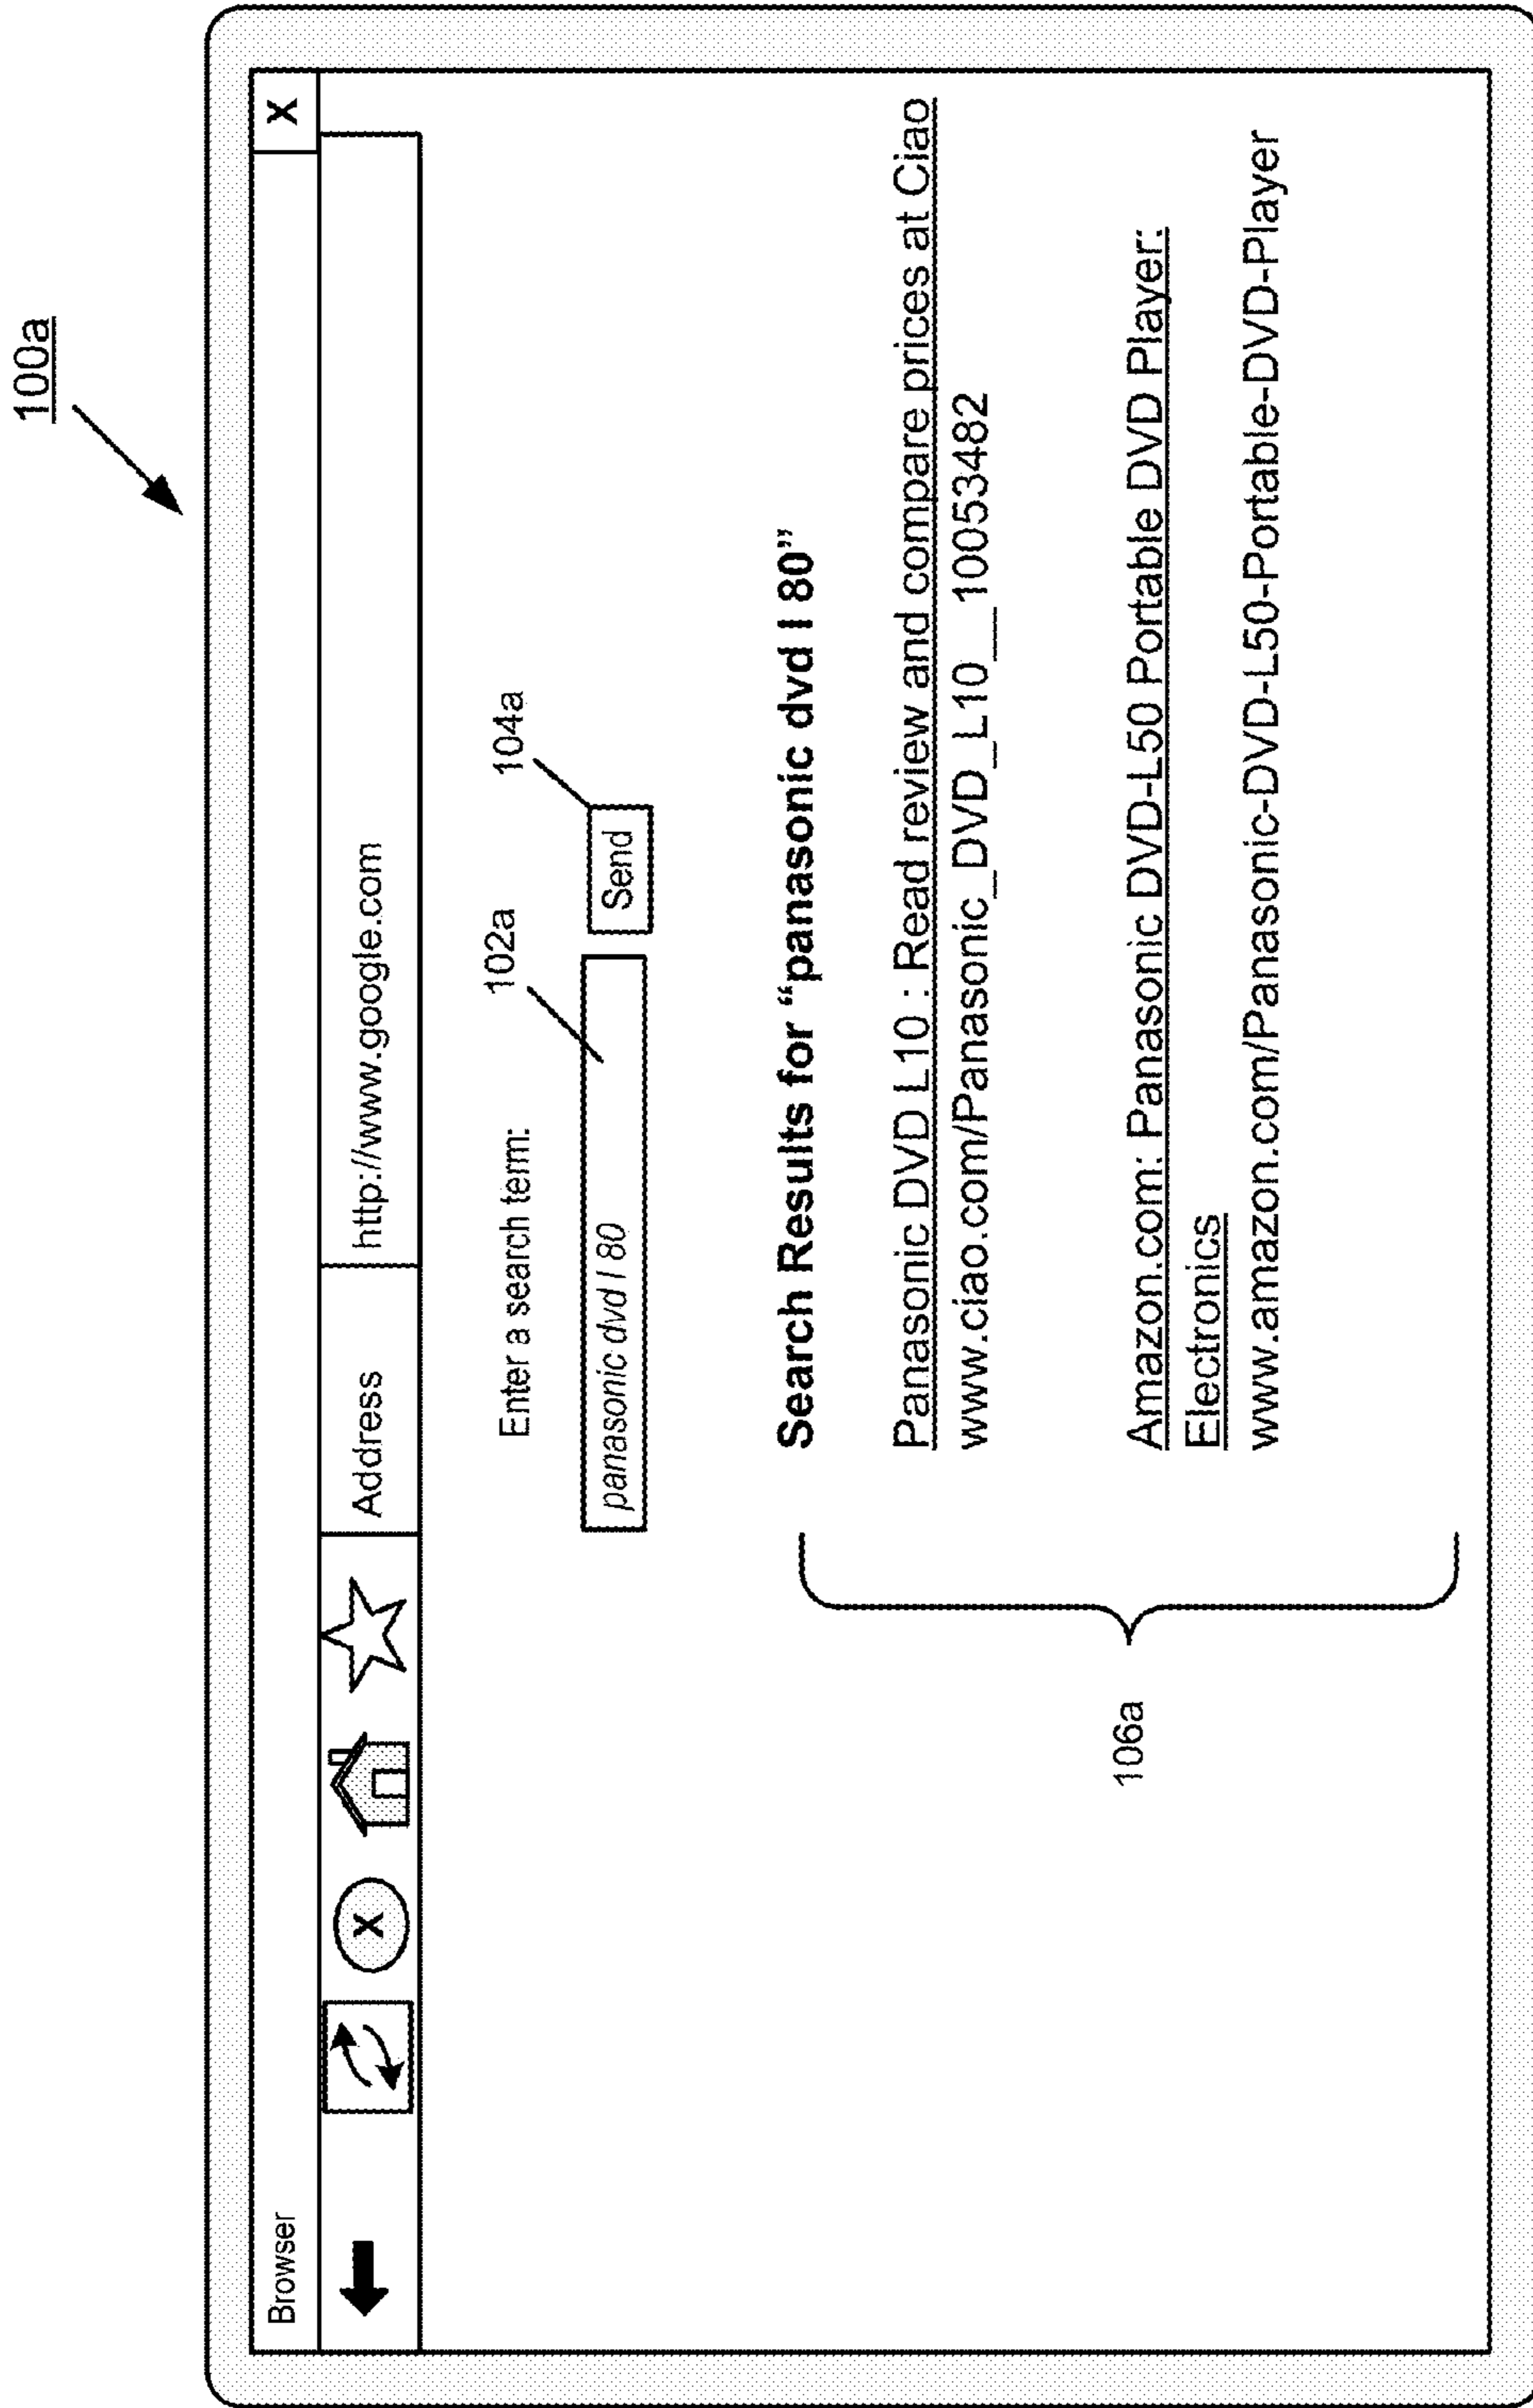 100a
Browser
X
X
Address
http://www.google.com
Enter a search term:
102a
104a
panasonic dvd l 80
Send
Search Results for “panasonic dvd l 80”
Panasonic DVD L10 : Read review and compare prices at Ciao
www.ciao.com/Panasonic_DVD_L10__10053482
106a
Amazon.com: Panasonic DVD-L50 Portable DVD Player:
Electronics
www.amazon.com/Panasonic-DVD-L50-Portable-DVD-Player